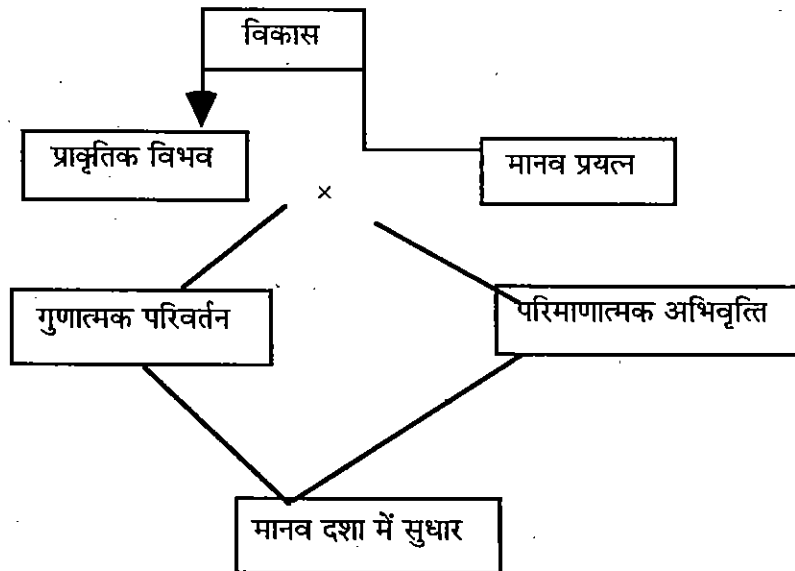 विकास
प्राकृतिक विभव
मानव प्रयत्न
×
गुणात्मक परिवर्तन
परिमाणात्मक अभिवृत्ति
मानव दशा में सुधार